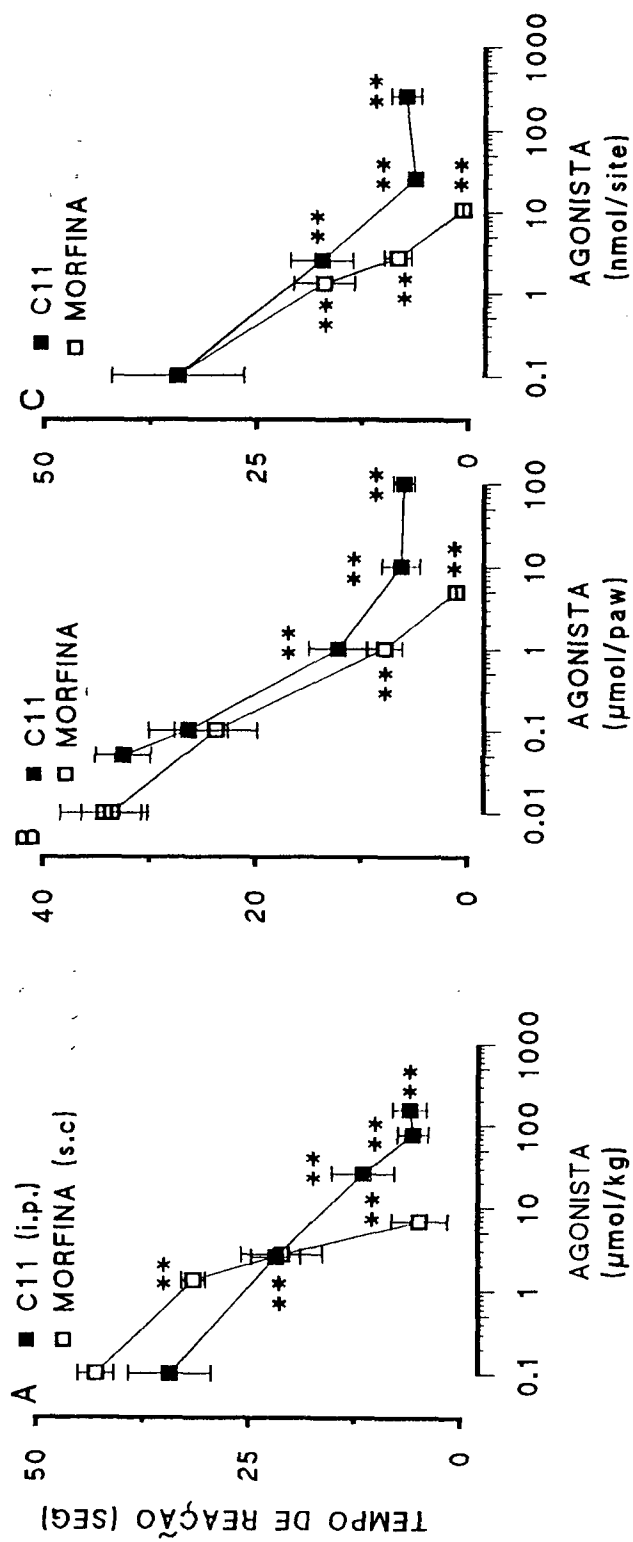 TEMPO DE REAÇÃO (SEG)
A
■ C11 (i.p.)
□ MORFINA (s.c)
50
25
0
**
**
**
**
**
**
0.1 1 10 100 1000
AGONISTA
(µmol/kg)
B
■ C11
□ MORFINA
40
20
0
**
**
**
**
**
0.01 0.1 1 10 100
AGONISTA
(µmol/paw)
C
■ C11
□ MORFINA
50
25
0
**
**
**
**
**
**
0.1 1 10 100 1000
AGONISTA
(nmol/site)